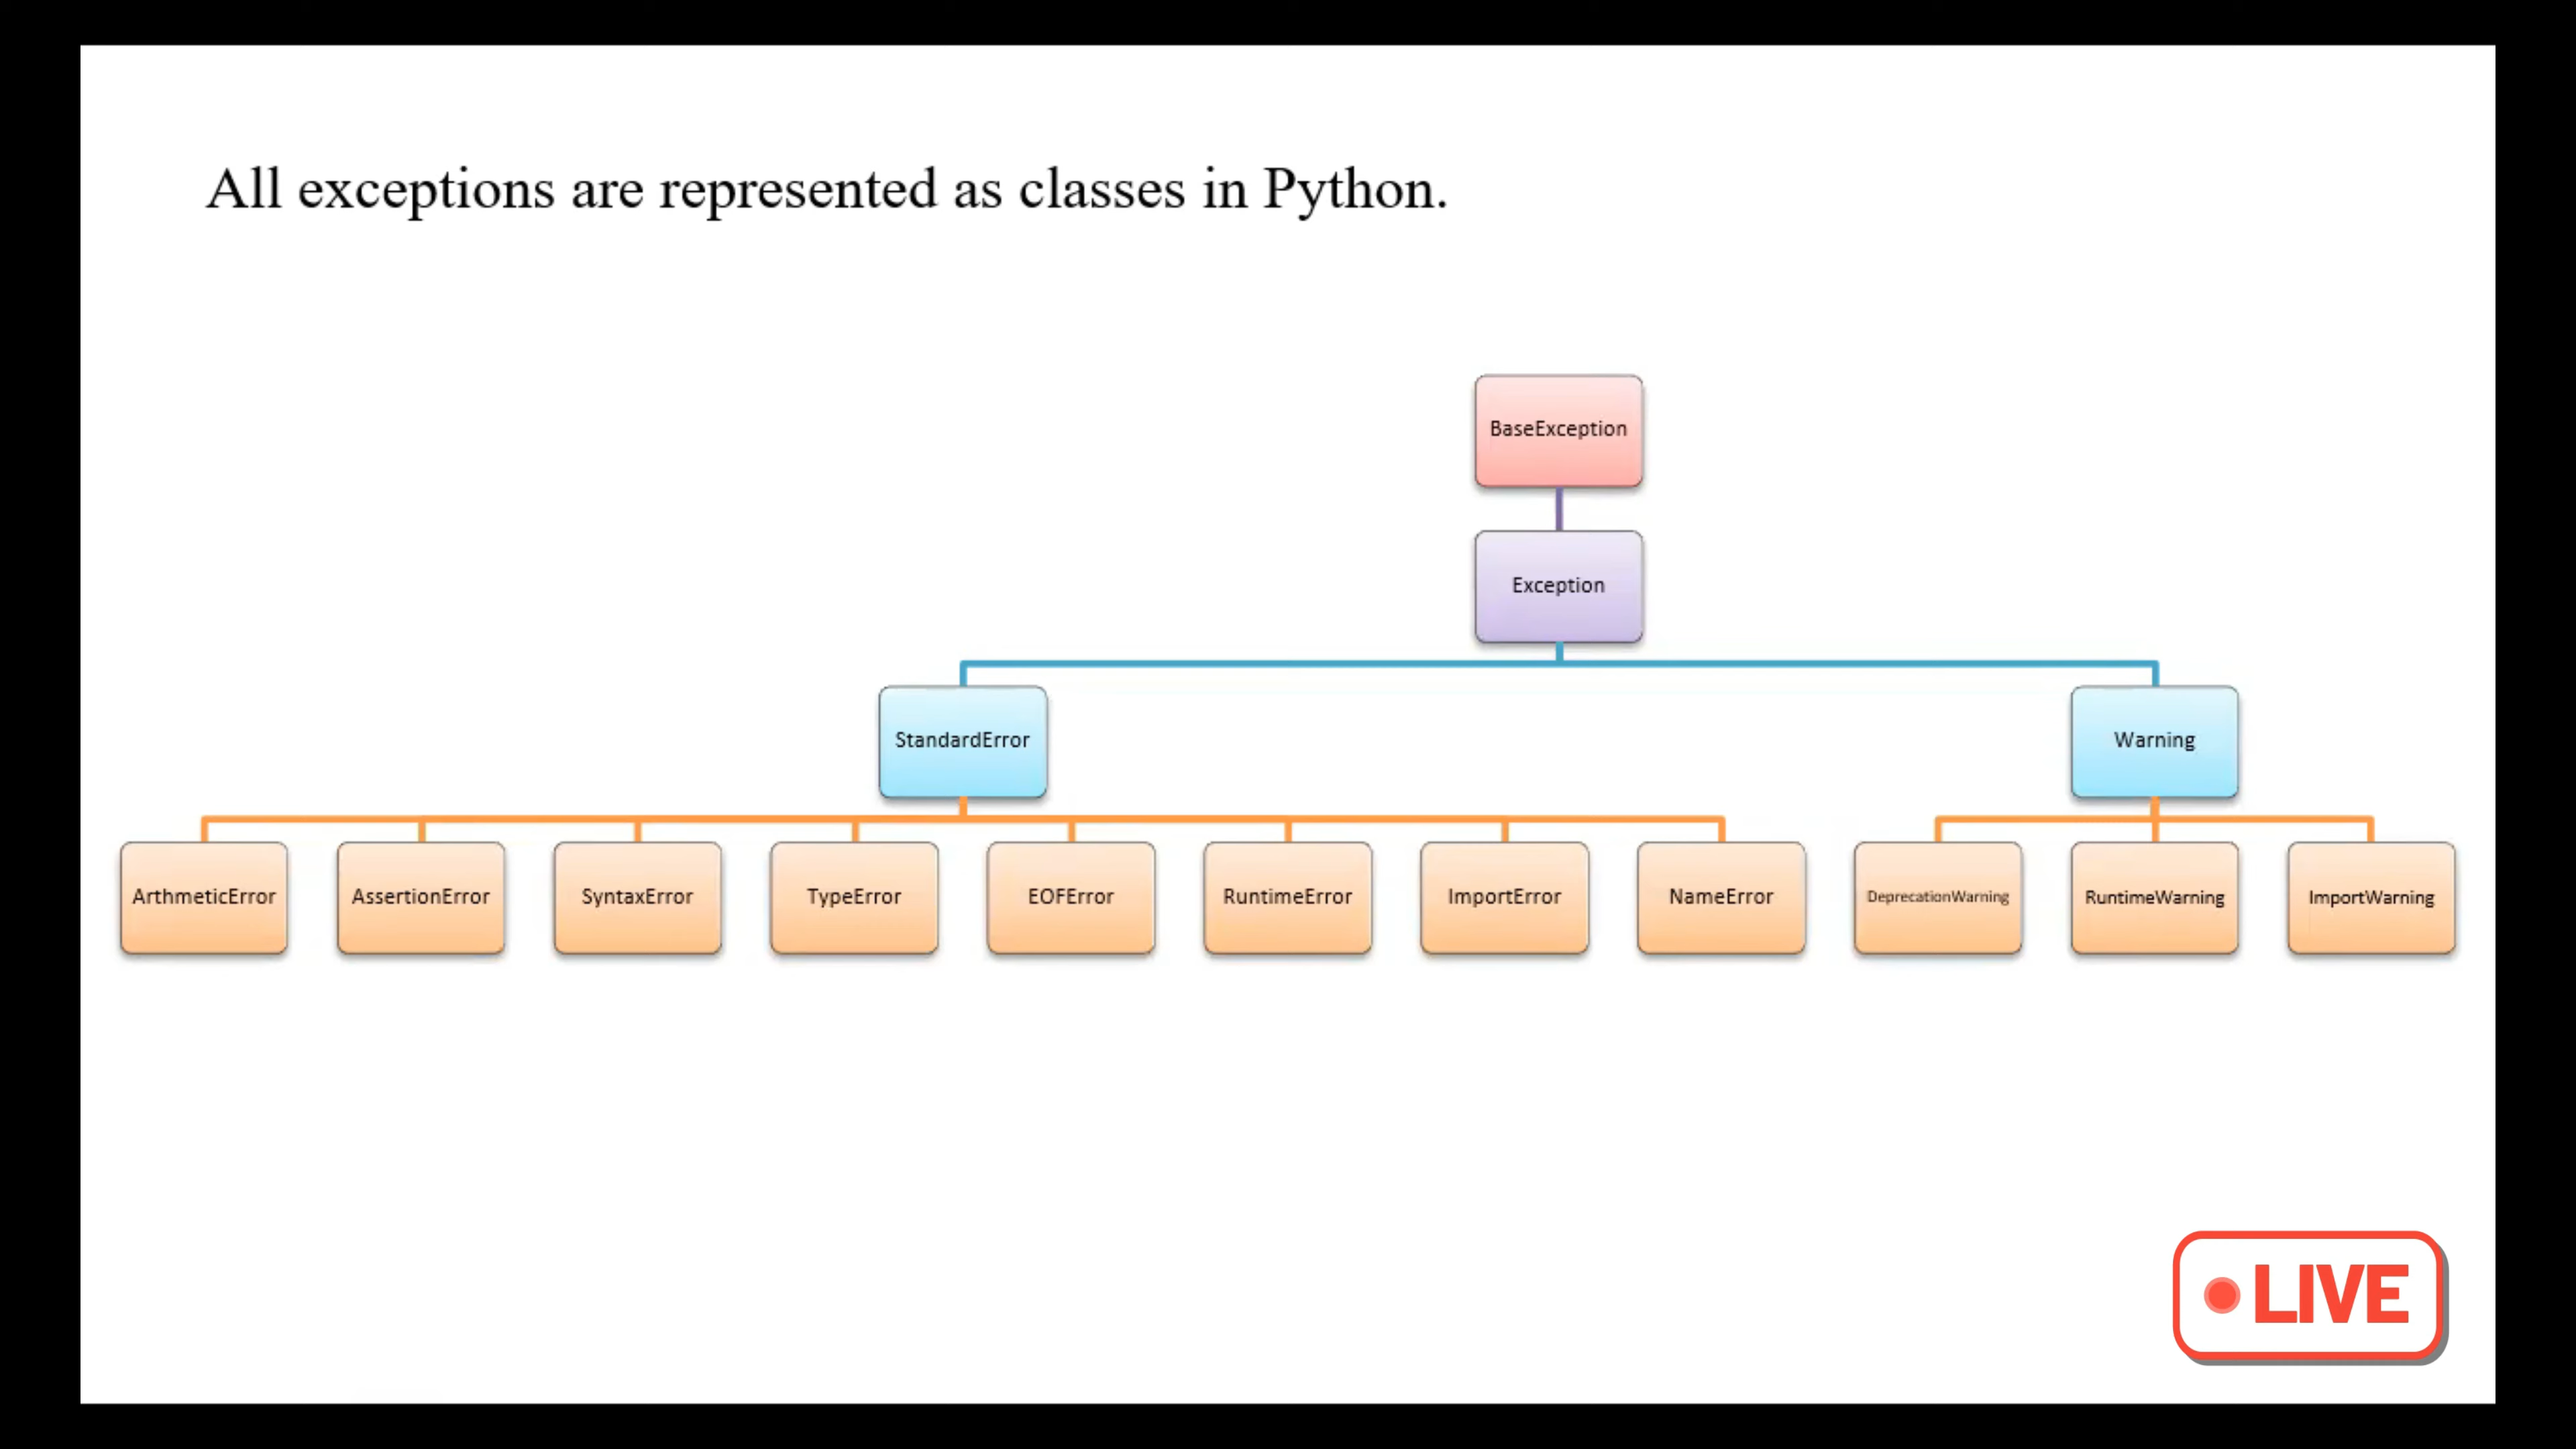 All exceptions are represented as classes in Python.
BaseException
Exception
StandardError
Warning
ArthmeticError
AssertionError
SyntaxError
TypeError
EOFError
RuntimeError
ImportError
NameError
DeprecationWarning
RuntimeWarning
ImportWarning
LIVE